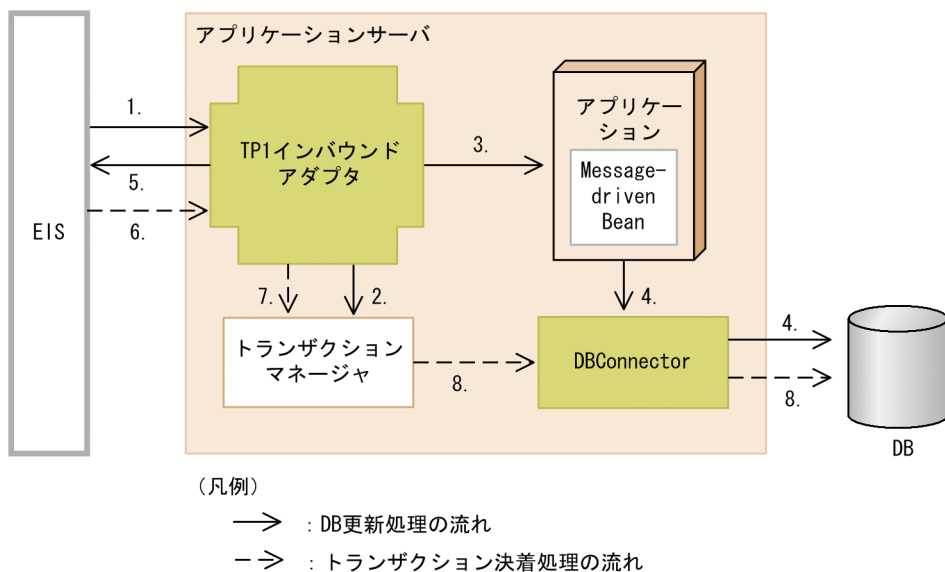 アプリケーションサーバ
1.
TP1インバウンド
アダプタ
3.
アプリケー
ション
Message-
driven
Bean
5.
6.
EIS
7.
2.
4.
トランザクション
マネージャ
8.
DBConnector
4.
8.
DB
(凡例)
:DB更新処理の流れ
:トランザクション決着処理の流れ